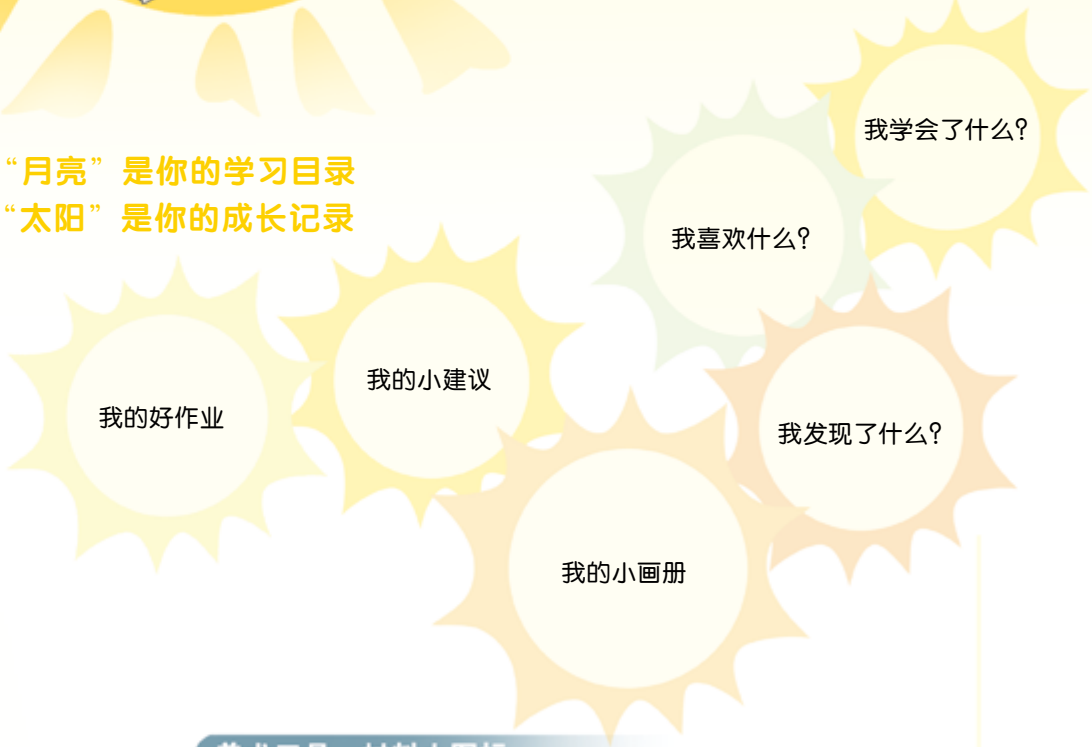 “月亮”是你的学习目录
“太阳”是你的成长记录
我学会了什么？
我喜欢什么？
我的小建议
我的好作业
我发现了什么？
我的小画册